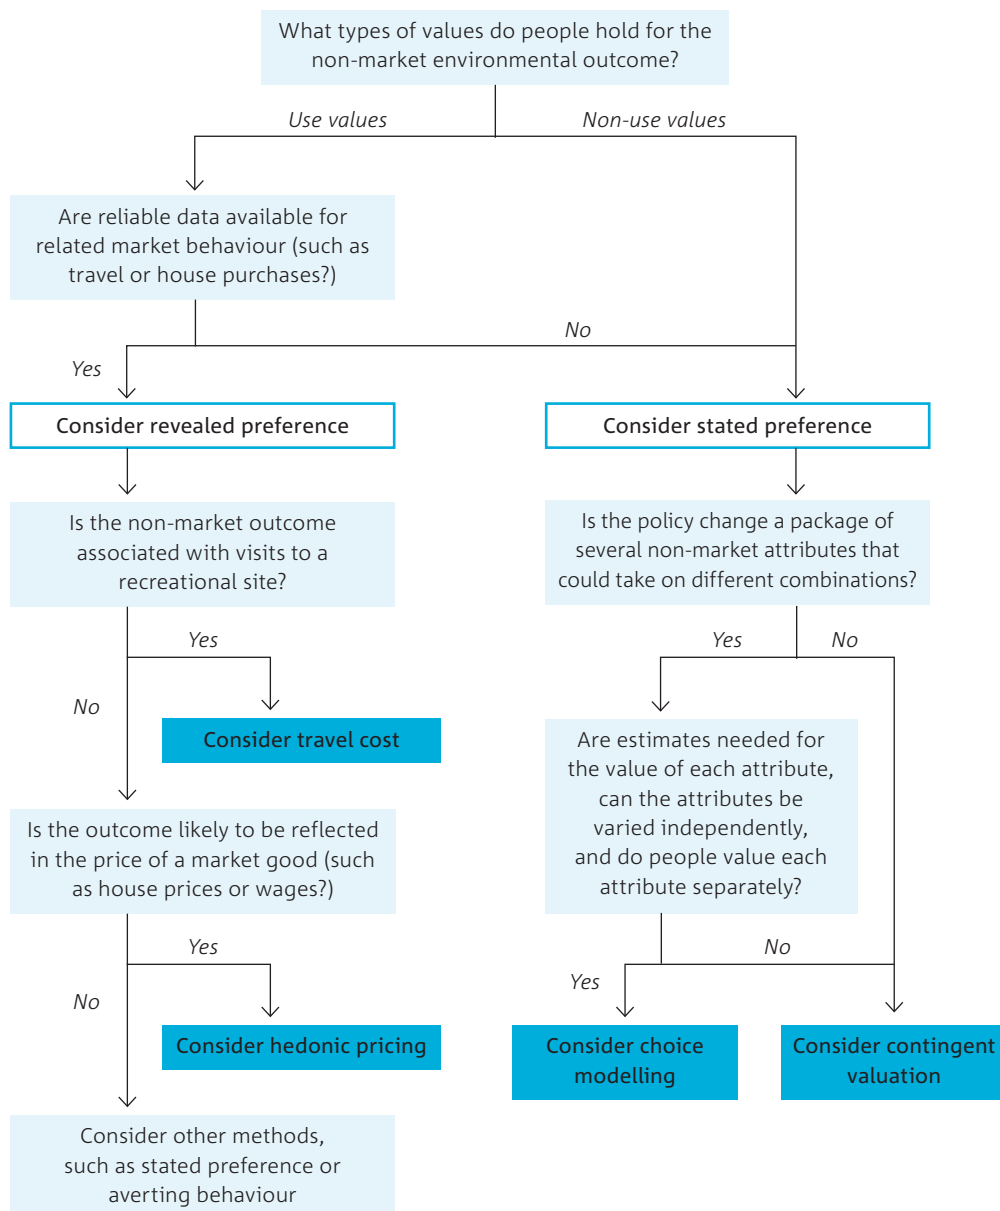 What types of values do people hold for the
non-market environmental outcome?
Use values
Non-use values
Are reliable data available for
related market behaviour (such as
travel or house purchases?)
No
Yes
Consider revealed preference
Consider stated preference
Is the non-market outcome
associated with visits to a
recreational site?
Is the policy change a package of
several non-market attributes that
could take on different combinations?
Yes
No
Consider travel cost
Yes
No
Are estimates needed for
the value of each attribute,
can the attributes be
varied independently,
and do people value each
attribute separately?
Is the outcome likely to be reflected
in the price of a market good (such
as house prices or wages?)
Yes
No
Consider hedonic pricing
No
Yes
Consider choice
modelling
Consider contingent
valuation
Consider other methods,
such as stated preference or
averting behaviour